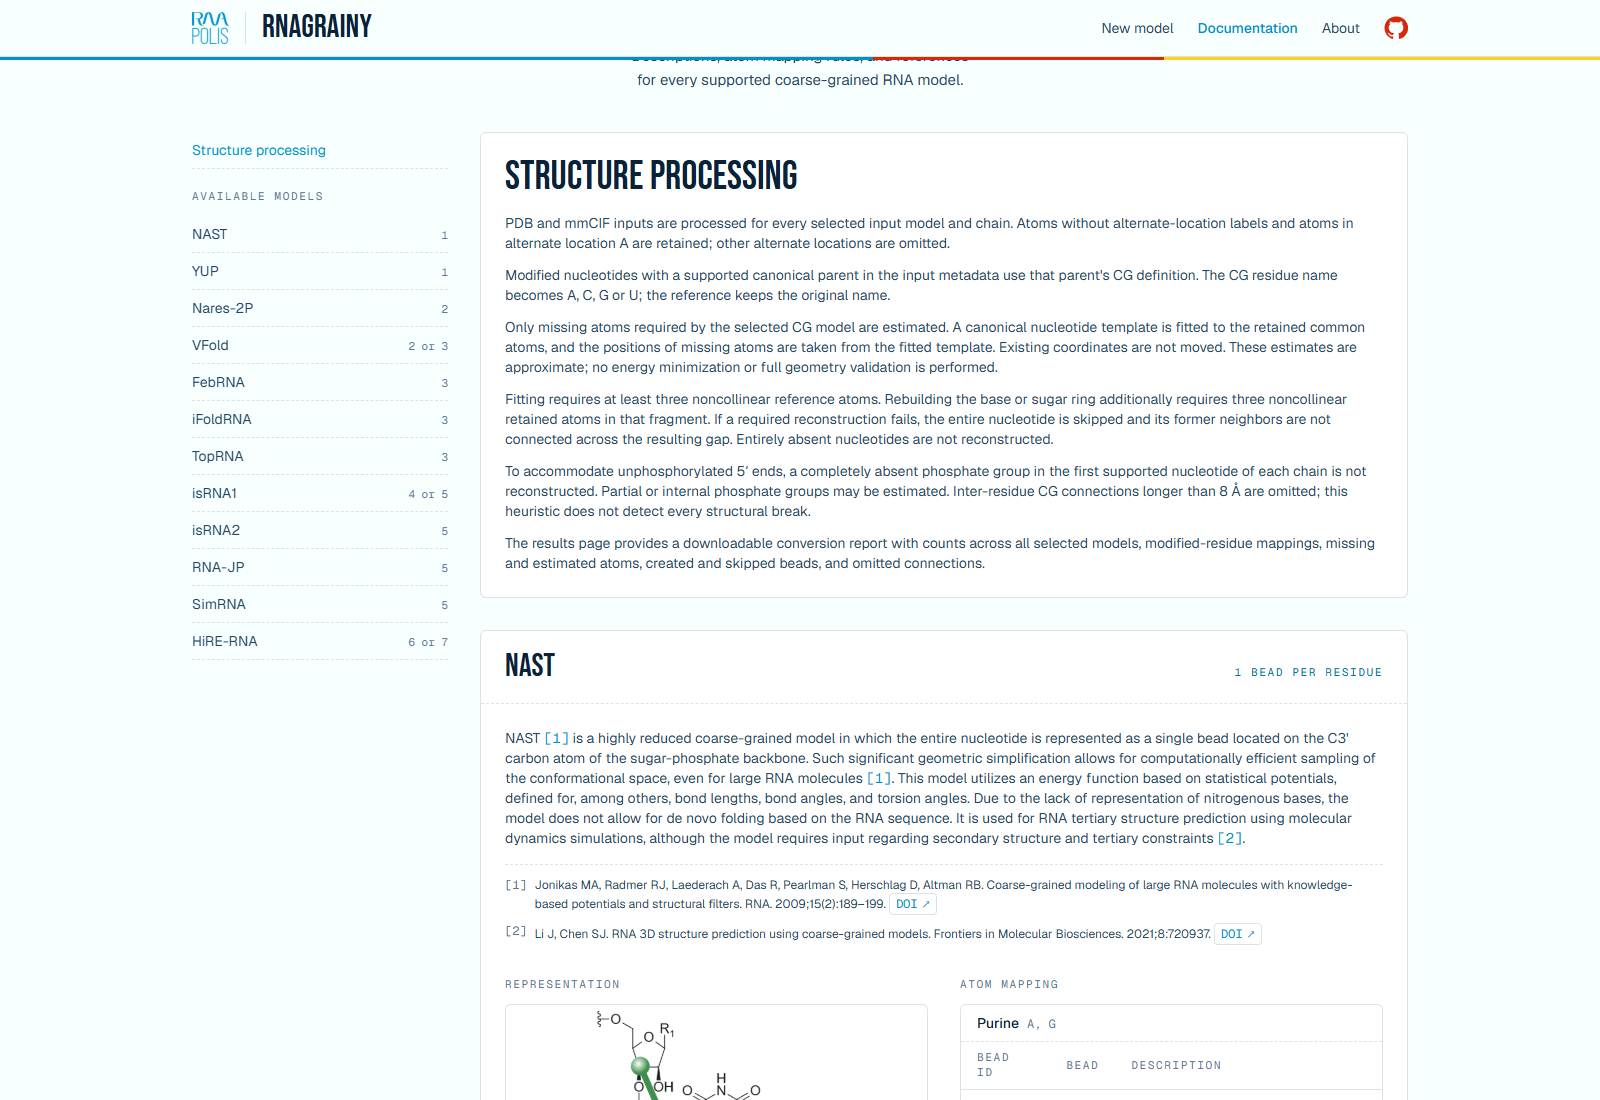 RNA
POLIS
RNAGRAINY
New model
Documentation
About
Descriptions, atom mapping rules, and references
for every supported coarse-grained RNA model.
Structure processing
AVAILABLE MODELS
NAST 1
YUP 1
Nares-2P 2
VFold 2 or 3
FebRNA 3
iFoldRNA 3
TopRNA 3
isRNA1 4 or 5
isRNA2 5
RNA-JP 5
SimRNA 5
HiRE-RNA 6 or 7
STRUCTURE PROCESSING
PDB and mmCIF inputs are processed for every selected input model and chain. Atoms without alternate-location labels and atoms in
alternate location A are retained; other alternate locations are omitted.
Modified nucleotides with a supported canonical parent in the input metadata use that parent's CG definition. The CG residue name
becomes A, C, G or U; the reference keeps the original name.
Only missing atoms required by the selected CG model are estimated. A canonical nucleotide template is fitted to the retained common
atoms, and the positions of missing atoms are taken from the fitted template. Existing coordinates are not moved. These estimates are
approximate; no energy minimization or full geometry validation is performed.
Fitting requires at least three noncollinear reference atoms. Rebuilding the base or sugar ring additionally requires three noncollinear
retained atoms in that fragment. If a required reconstruction fails, the entire nucleotide is skipped and its former neighbors are not
connected across the resulting gap. Entirely absent nucleotides are not reconstructed.
To accommodate unphosphorylated 5′ ends, a completely absent phosphate group in the first supported nucleotide of each chain is not
reconstructed. Partial or internal phosphate groups may be estimated. Inter-residue CG connections longer than 8 Å are omitted; this
heuristic does not detect every structural break.
The results page provides a downloadable conversion report with counts across all selected models, modified-residue mappings, missing
and estimated atoms, created and skipped beads, and omitted connections.
NAST
1 BEAD PER RESIDUE
NAST [1] is a highly reduced coarse-grained model in which the entire nucleotide is represented as a single bead located on the C3'
carbon atom of the sugar-phosphate backbone. Such significant geometric simplification allows for computationally efficient sampling of
the conformational space, even for large RNA molecules [1]. This model utilizes an energy function based on statistical potentials,
defined for, among others, bond lengths, bond angles, and torsion angles. Due to the lack of representation of nitrogenous bases, the
model does not allow for de novo folding based on the RNA sequence. It is used for RNA tertiary structure prediction using molecular
dynamics simulations, although the model requires input regarding secondary structure and tertiary constraints [2].
[1] Jonikas MA, Radmer RJ, Laederach A, Das R, Pearlman S, Herschlag D, Altman RB. Coarse-grained modeling of large RNA molecules with knowledge-
based potentials and structural filters. RNA. 2009;15(2):189–199. DOI ↗
[2] Li J, Chen SJ. RNA 3D structure prediction using coarse-grained models. Frontiers in Molecular Biosciences. 2021;8:720937. DOI ↗
REPRESENTATION
O
R1
O
O OH
O
H
N
O
ATOM MAPPING
Purine A, G
BEAD ID
BEAD
DESCRIPTION